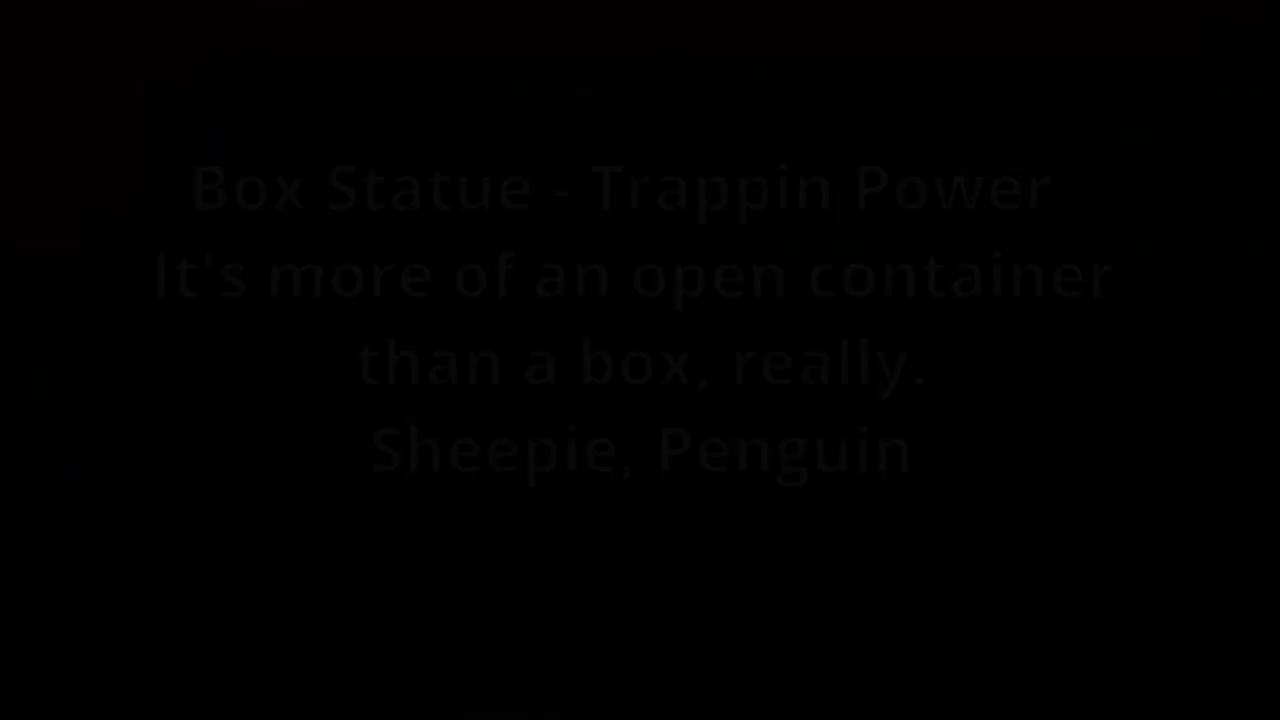 Box Statue - Trappin Power
It's more of an open container
than a box, really.
Sheepie, Penguin